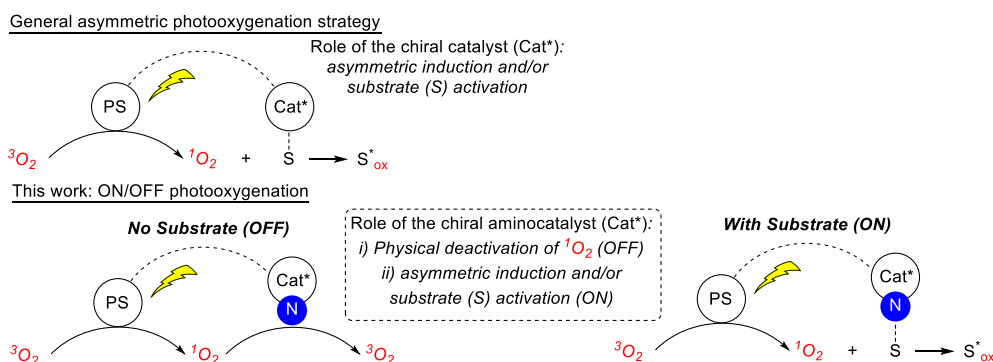 General asymmetric photooxygenation strategy
Role of the chiral catalyst (Cat*):
asymmetric induction and/or
substrate (S) activation
PS
Cat*
³O₂
¹O₂ + S S*ox
This work: ON/OFF photooxygenation
No Substrate (OFF)
PS
Cat*
N
³O₂
¹O₂
³O₂
Role of the chiral aminocatalyst (Cat*):
i) Physical deactivation of ¹O₂ (OFF)
ii) asymmetric induction and/or
substrate (S) activation (ON)
With Substrate (ON)
PS
Cat*
N
³O₂
¹O₂ + S S*ox